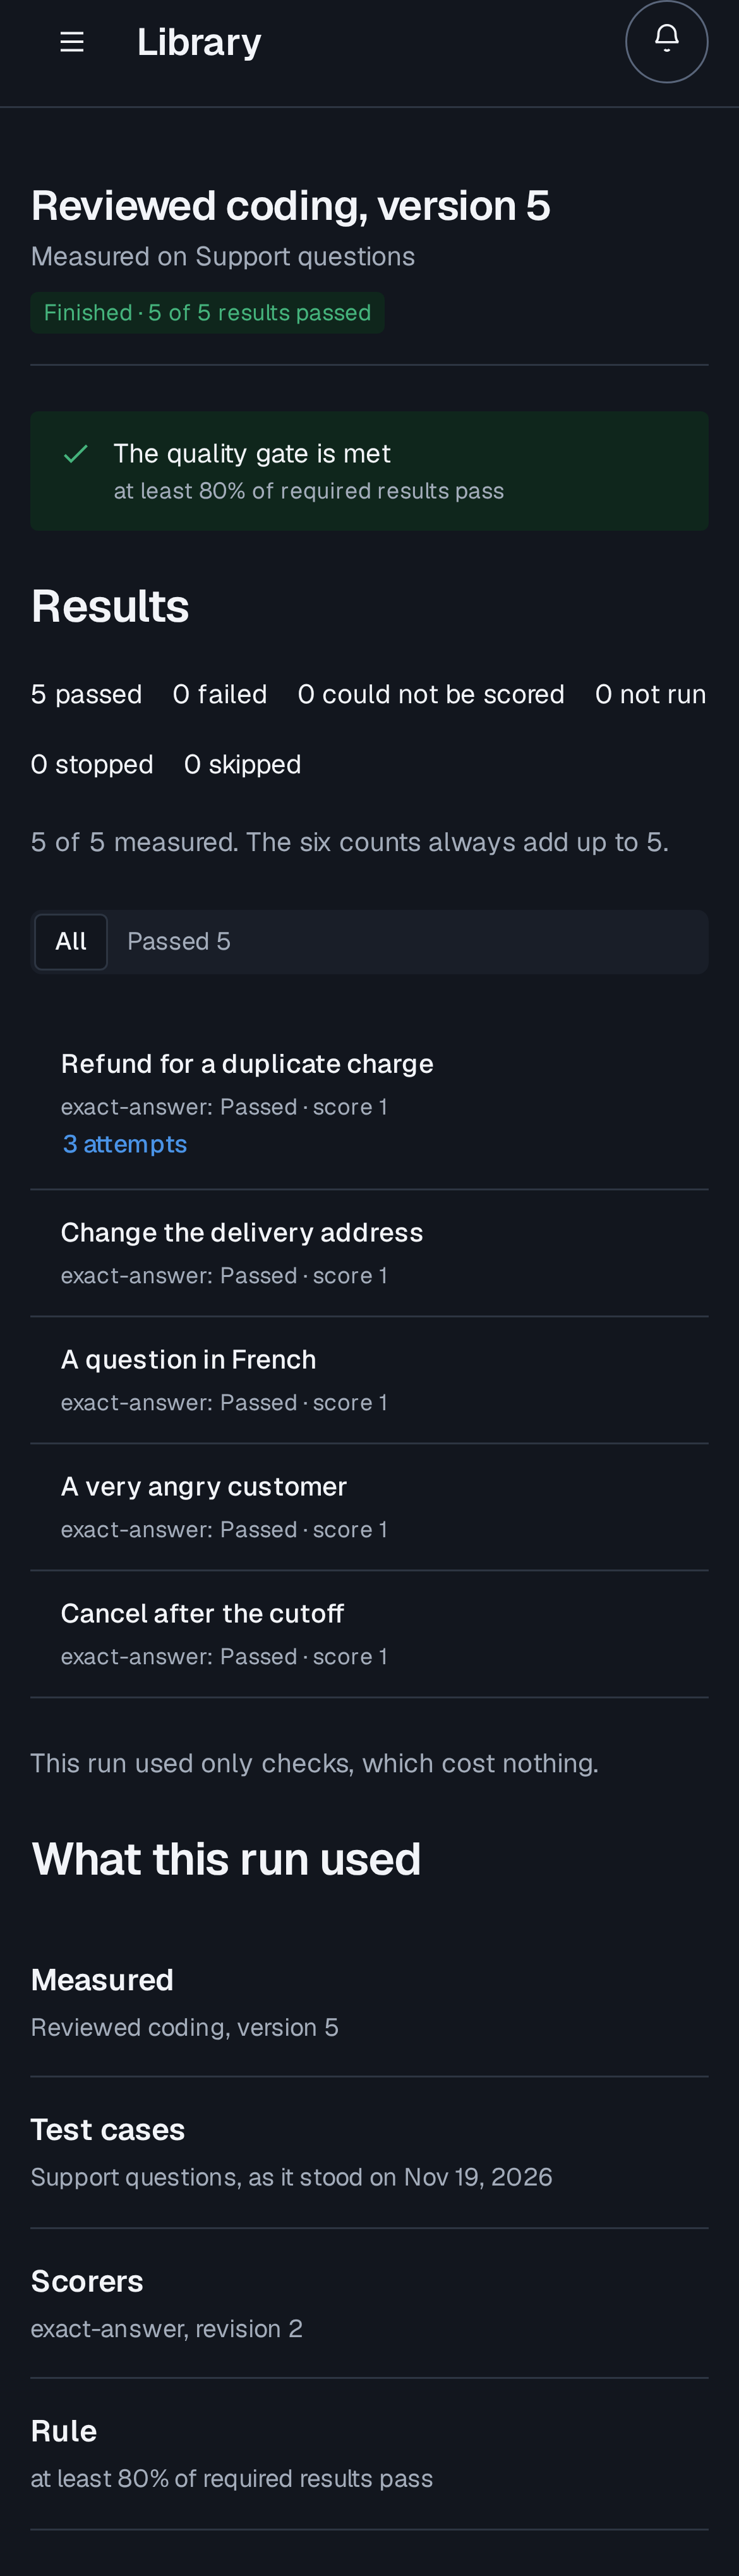 Library
Reviewed coding, version 5
Measured on Support questions
Finished · 5 of 5 results passed
The quality gate is met
at least 80% of required results pass
Results
5 passed 0 failed 0 could not be scored 0 not run
0 stopped 0 skipped
5 of 5 measured. The six counts always add up to 5.
All Passed 5
Refund for a duplicate charge
exact-answer: Passed · score 1
3 attempts
Change the delivery address
exact-answer: Passed · score 1
A question in French
exact-answer: Passed · score 1
A very angry customer
exact-answer: Passed · score 1
Cancel after the cutoff
exact-answer: Passed · score 1
This run used only checks, which cost nothing.
What this run used
Measured
Reviewed coding, version 5
Test cases
Support questions, as it stood on Nov 19, 2026
Scorers
exact-answer, revision 2
Rule
at least 80% of required results pass